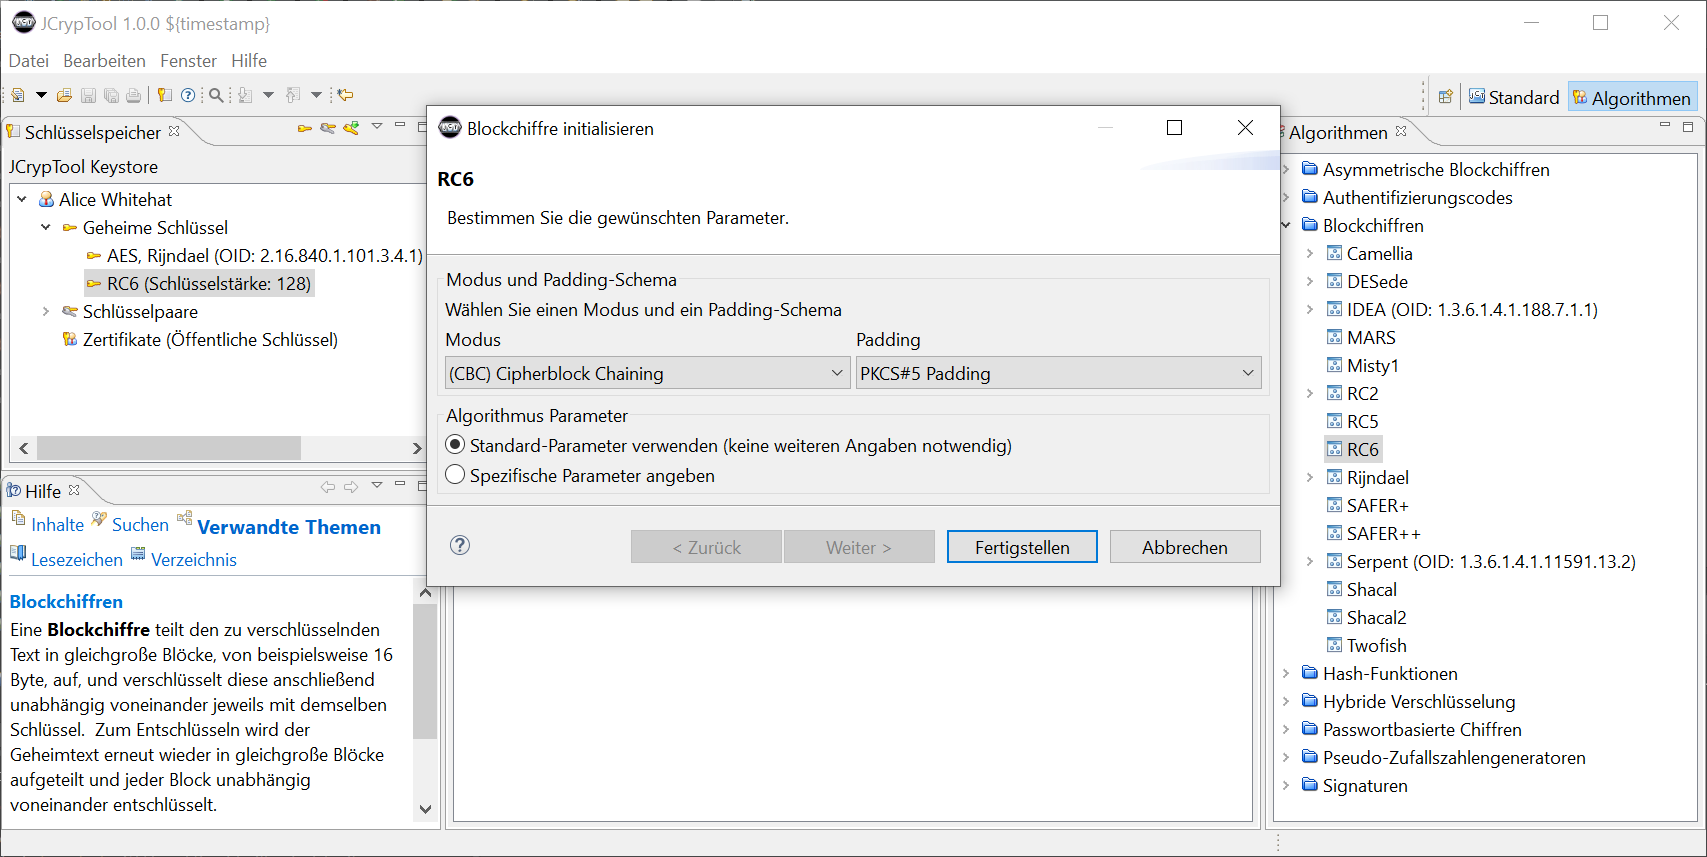 JCrypTool 1.0.0 ${timestamp}
Datei Bearbeiten Fenster Hilfe
Standard Algorithmen
Schlüsselspeicher
JCrypTool Keystore
Alice Whitehat
Geheime Schlüssel
AES, Rijndael (OID: 2.16.840.1.101.3.4.1)
RC6 (Schlüsselstärke: 128)
Schlüsselpaare
Zertifikate (Öffentliche Schlüssel)
Hilfe
Inhalte Suchen Verwandte Themen
Lesezeichen Verzeichnis
Blockchiffren
Eine Blockchiffre teilt den zu verschlüsselnden
Text in gleichgroße Blöcke, von beispielsweise 16
Byte, auf, und verschlüsselt diese anschließend
unabhängig voneinander jeweils mit demselben
Schlüssel. Zum Entschlüsseln wird der
Geheimtext erneut wieder in gleichgroße Blöcke
aufgeteilt und jeder Block unabhängig
voneinander entschlüsselt.
Blockchiffre initialisieren
RC6
Bestimmen Sie die gewünschten Parameter.
Modus und Padding-Schema
Wählen Sie einen Modus und ein Padding-Schema
Modus Padding
(CBC) Cipherblock Chaining PKCS#5 Padding
Algorithmus Parameter
Standard-Parameter verwenden (keine weiteren Angaben notwendig)
Spezifische Parameter angeben
< Zurück Weiter > Fertigstellen Abbrechen
Algorithmen
Asymmetrische Blockchiffren
Authentifizierungscodes
Blockchiffren
Camellia
DESede
IDEA (OID: 1.3.6.1.4.1.188.7.1.1)
MARS
Misty1
RC2
RC5
RC6
Rijndael
SAFER+
SAFER++
Serpent (OID: 1.3.6.1.4.1.11591.13.2)
Shacal
Shacal2
Twofish
Hash-Funktionen
Hybride Verschlüsselung
Passwortbasierte Chiffren
Pseudo-Zufallszahlengeneratoren
Signaturen